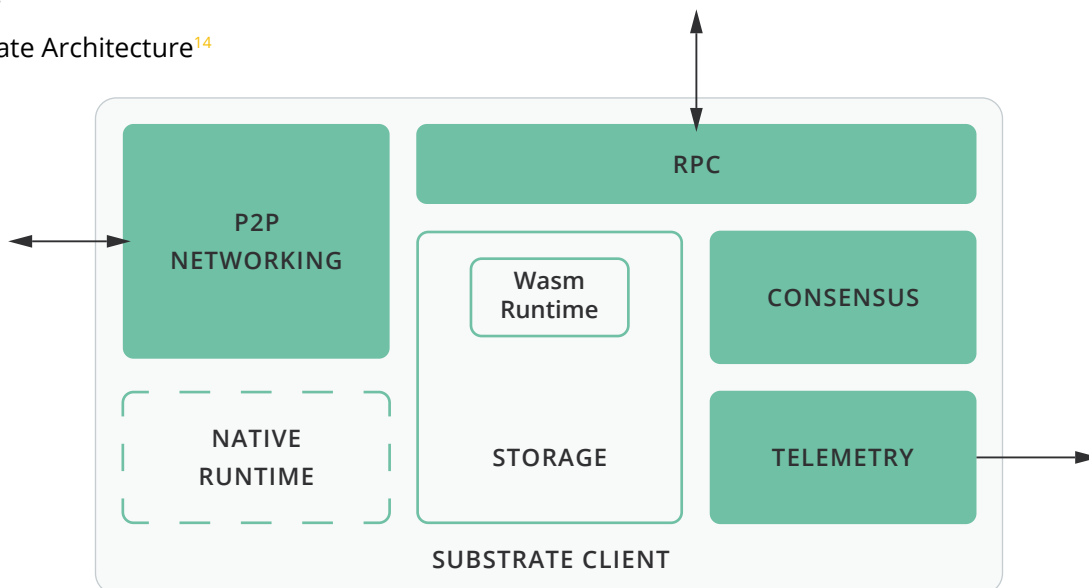 ate Architecture14
RPC
P2P
NETWORKING
Wasm
Runtime
CONSENSUS
NATIVE
RUNTIME
STORAGE
TELEMETRY
SUBSTRATE CLIENT